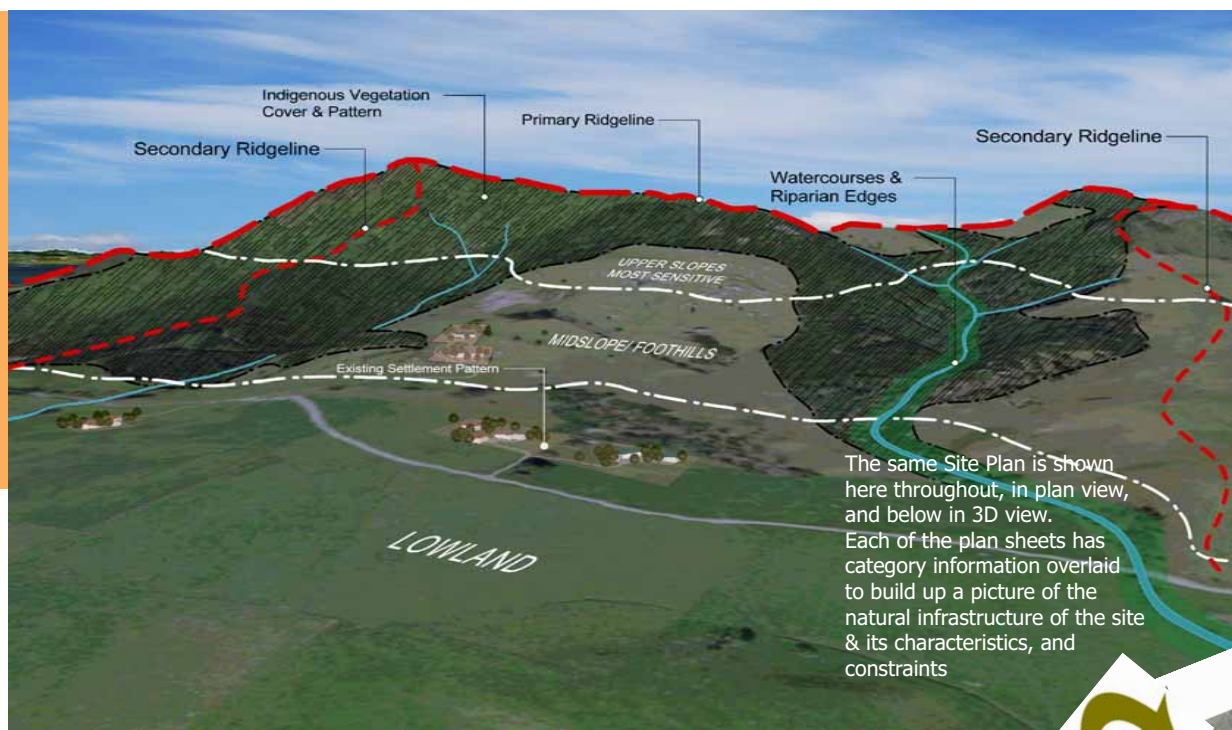 Indigenous Vegetation
Cover & Pattern
Primary Ridgeline
Secondary Ridgeline
Secondary Ridgeline
Watercourses &
Riparian Edges
UPPER SLOPES
MOST SENSITIVE
MIDSLOPE/ FOOTHILLS
Existing Settlement Pattern
LOWLAND
The same Site Plan is shown
here throughout, in plan view,
and below in 3D view.
Each of the plan sheets has
category information overlaid
to build up a picture of the
natural infrastructure of the site
& its characteristics, and
constraints